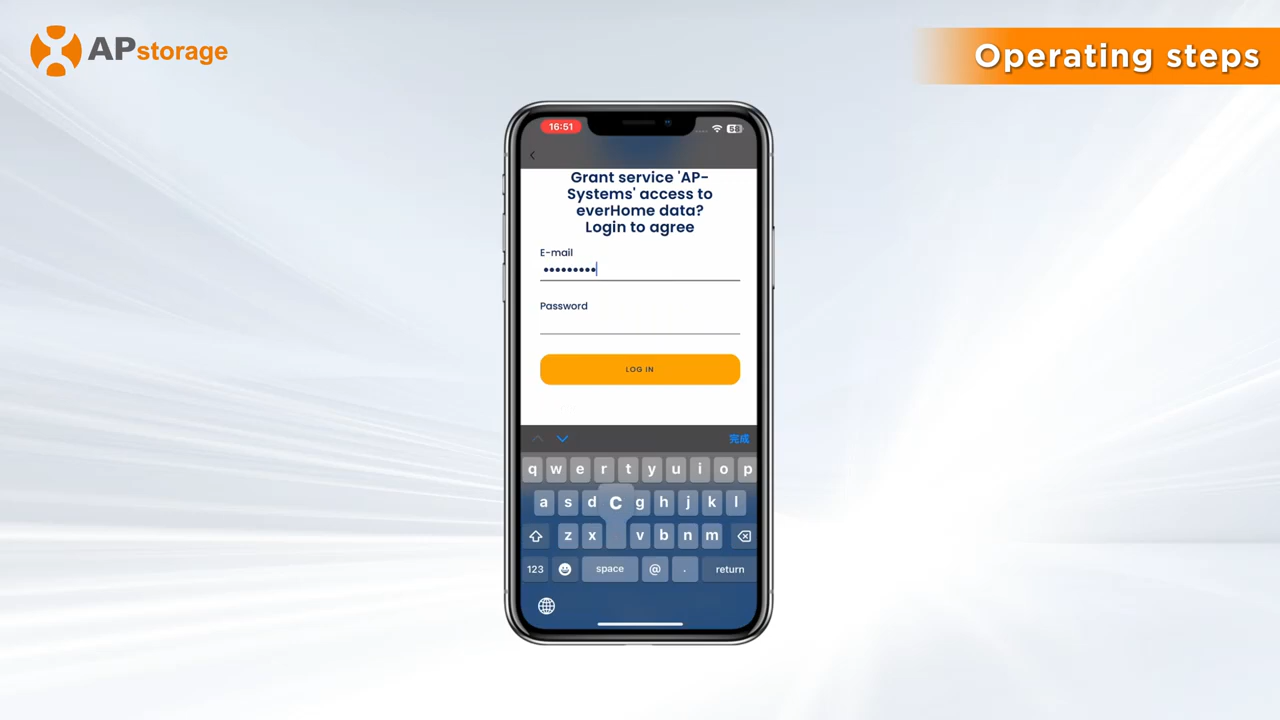 APstorage
Operating steps
16:51
58
Grant service 'AP-
Systems' access to
everHome data?
Login to agree
E-mail
•••••••••
Password
LOG IN
完成
q w e r t y u i o p
a s d C g h j k l
z x v b n m
123 space @ . return